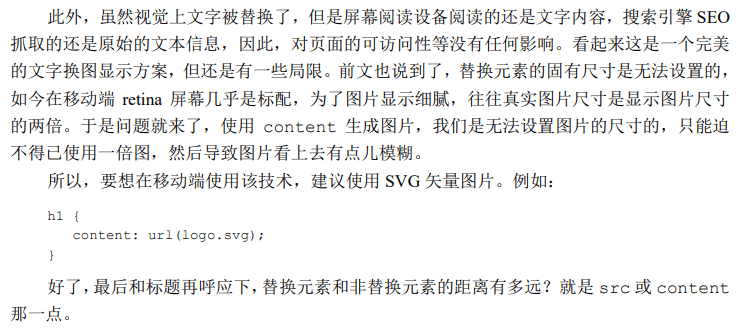 此外，虽然视觉上文字被替换了，但是屏幕阅读设备阅读的还是文字内容，搜索引擎 SEO
抓取的还是原始的文本信息，因此，对页面的可访问性等没有任何影响。看起来这是一个完美
的文字换图显示方案，但还是有一些局限。前文也说到了，替换元素的固有尺寸是无法设置的，
如今在移动端 retina 屏幕几乎是标配，为了图片显示细腻，往往真实图片尺寸是显示图片尺寸
的两倍。于是问题就来了，使用 content 生成图片，我们是无法设置图片的尺寸的，只能迫
不得已使用一倍图，然后导致图片看上去有点儿模糊。
所以，要想在移动端使用该技术，建议使用 SVG 矢量图片。例如：
h1 {
content: url(logo.svg);
}
好了，最后和标题再呼应下，替换元素和非替换元素的距离有多远？就是 src 或 content
那一点。